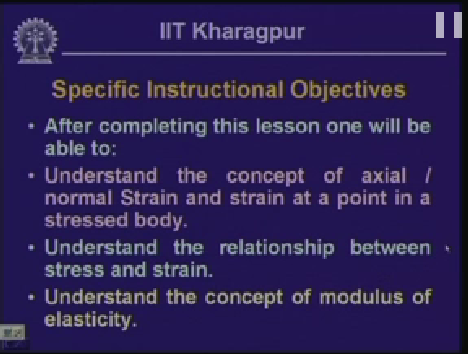 IIT Kharagpur
Specific Instructional Objectives
• After completing this lesson one will be
able to:
• Understand the concept of axial /
normal Strain and strain at a point in a
stressed body.
• Understand the relationship between
stress and strain.
• Understand the concept of modulus of
elasticity.